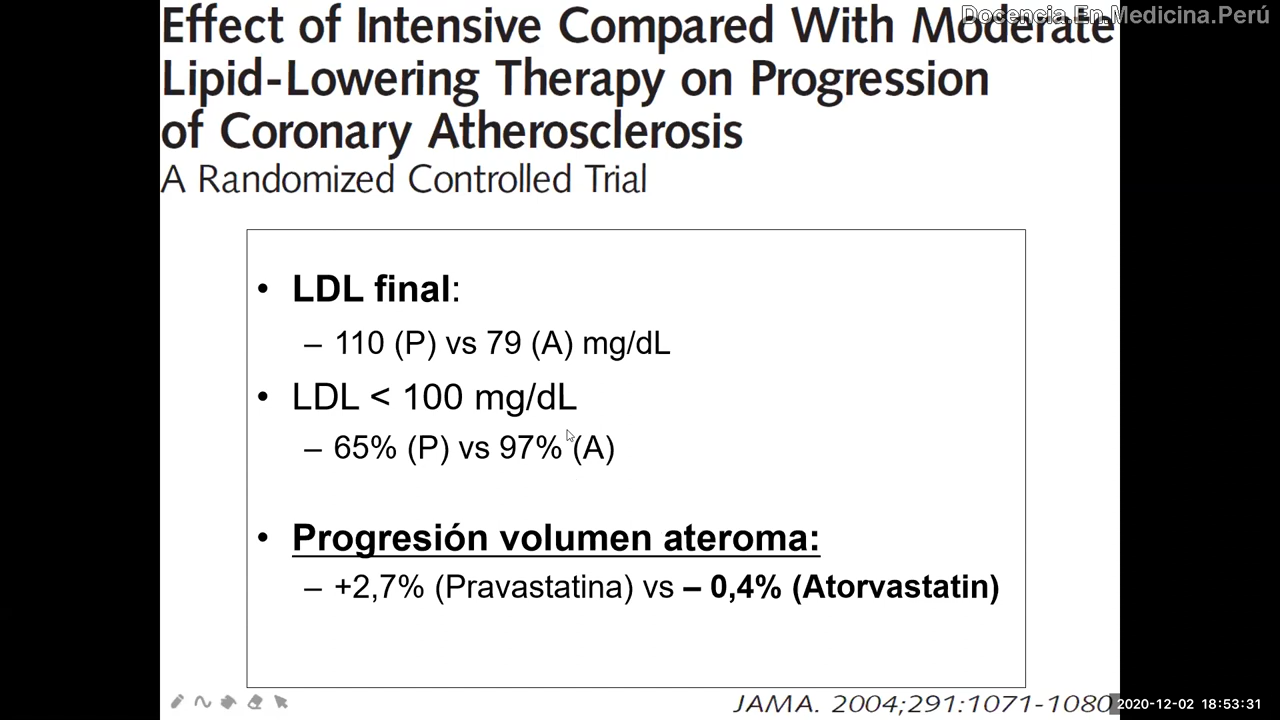 Docencia.En.Medicina.Perú
Effect of Intensive Compared With Moderate
Lipid-Lowering Therapy on Progression
of Coronary Atherosclerosis
A Randomized Controlled Trial
• LDL final:
– 110 (P) vs 79 (A) mg/dL
• LDL < 100 mg/dL
– 65% (P) vs 97% (A)
• Progresión volumen ateroma:
– +2,7% (Pravastatina) vs – 0,4% (Atorvastatin)
JAMA. 2004;291:1071-1080
2020-12-02 18:53:31